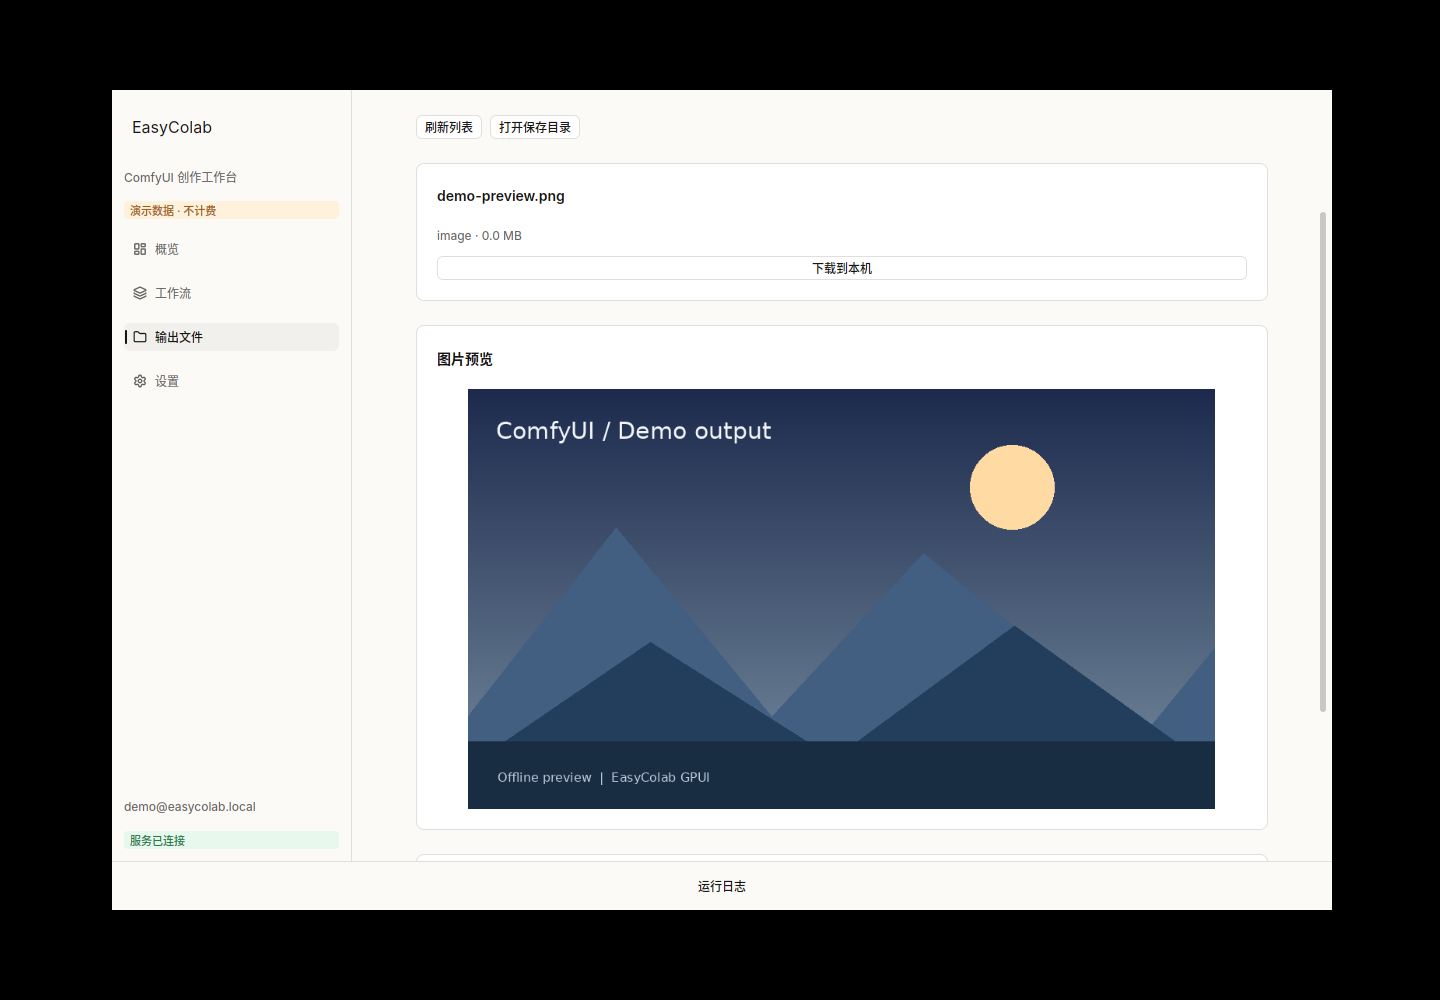 EasyColab
ComfyUI 创作工作台
演示数据 · 不计费
概览
工作流
输出文件
设置
demo@easycolab.local
服务已连接
刷新列表
打开保存目录
demo-preview.png
image · 0.0 MB
下载到本机
图片预览
ComfyUI / Demo output
Offline preview | EasyColab GPUI
运行日志